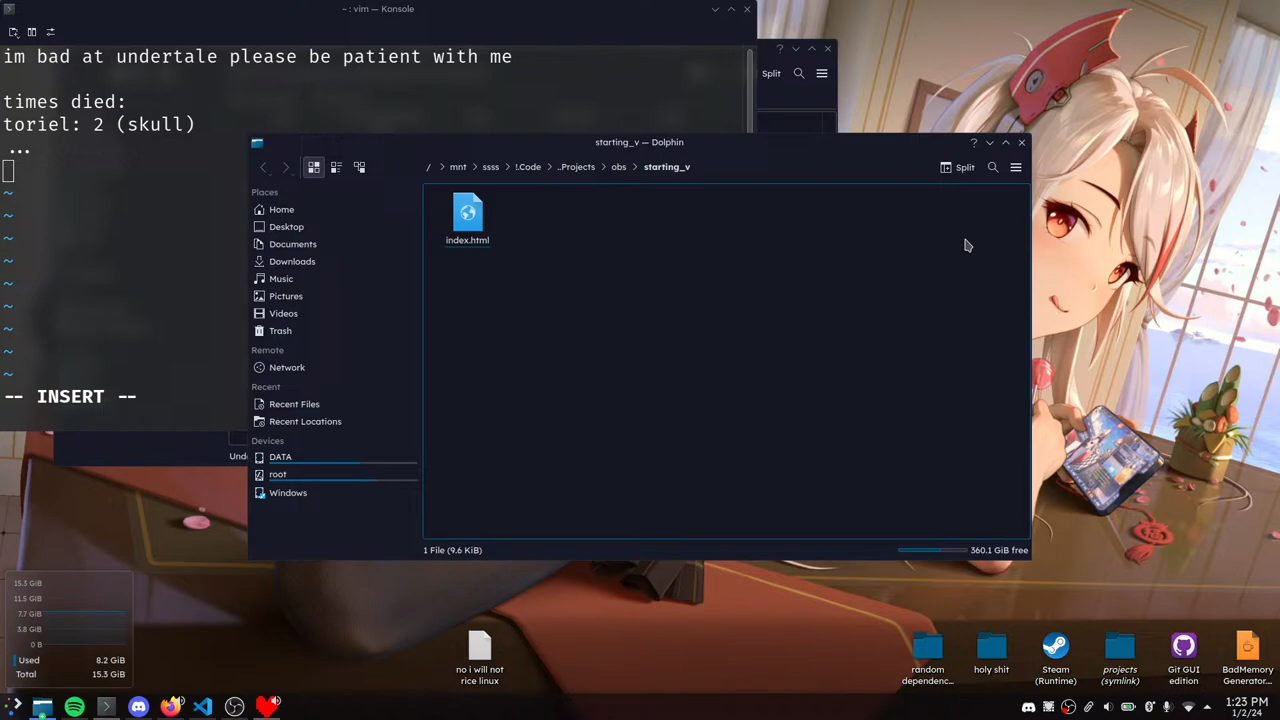 ~ : vim — Konsole
im bad at undertale please be patient with me
times died:
toriel: 2 (skull)
...
~
~
~
~
~
~
~
~
~
-- INSERT --
Split
starting_v — Dolphin
/ > mnt > ssss > !.Code > ..Projects > obs > starting_v
Split
Places
Home
Desktop
Documents
Downloads
Music
Pictures
Videos
Trash
Remote
Network
Recent
Recent Files
Recent Locations
Devices
DATA
root
Windows
index.html
1 File (9.6 KiB)
360.1 GiB free
Unde
15.3 GiB
11.5 GiB
7.7 GiB
3.8 GiB
0 B
Used 8.2 GiB
Total 15.3 GiB
no i will not
rice linux
random
dependenc...
holy shit
Steam
(Runtime)
projects
(symlink)
Git GUI
edition
BadMemory
Generator...
1:23 PM
1/2/24